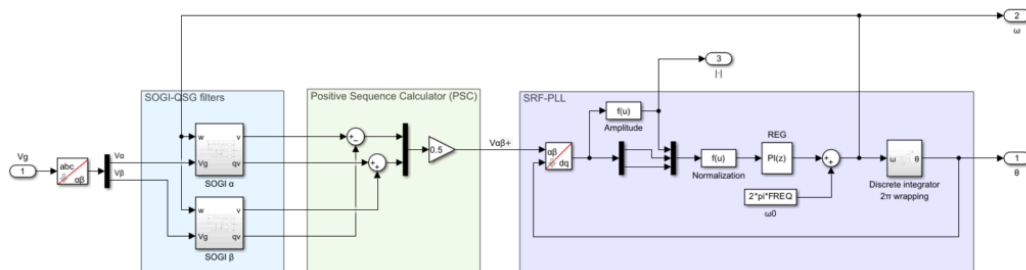 2
ω
3
|·|
SOGI-QSG filters
Positive Sequence Calculator (PSC)
SRF-PLL
f(u)
Amplitude
w
v
Vg
qv
SOGI α
Vg
1
abc
αβ
Vα
Vβ
+
−
+
+
0.5
Vαβ+
αβ
dq
f(u)
Normalization
REG
PI(z)
+
+
ω
θ
Discrete integrator
2π wrapping
1
θ
2*pi*FREQ
ω0
w
v
Vg
qv
SOGI β